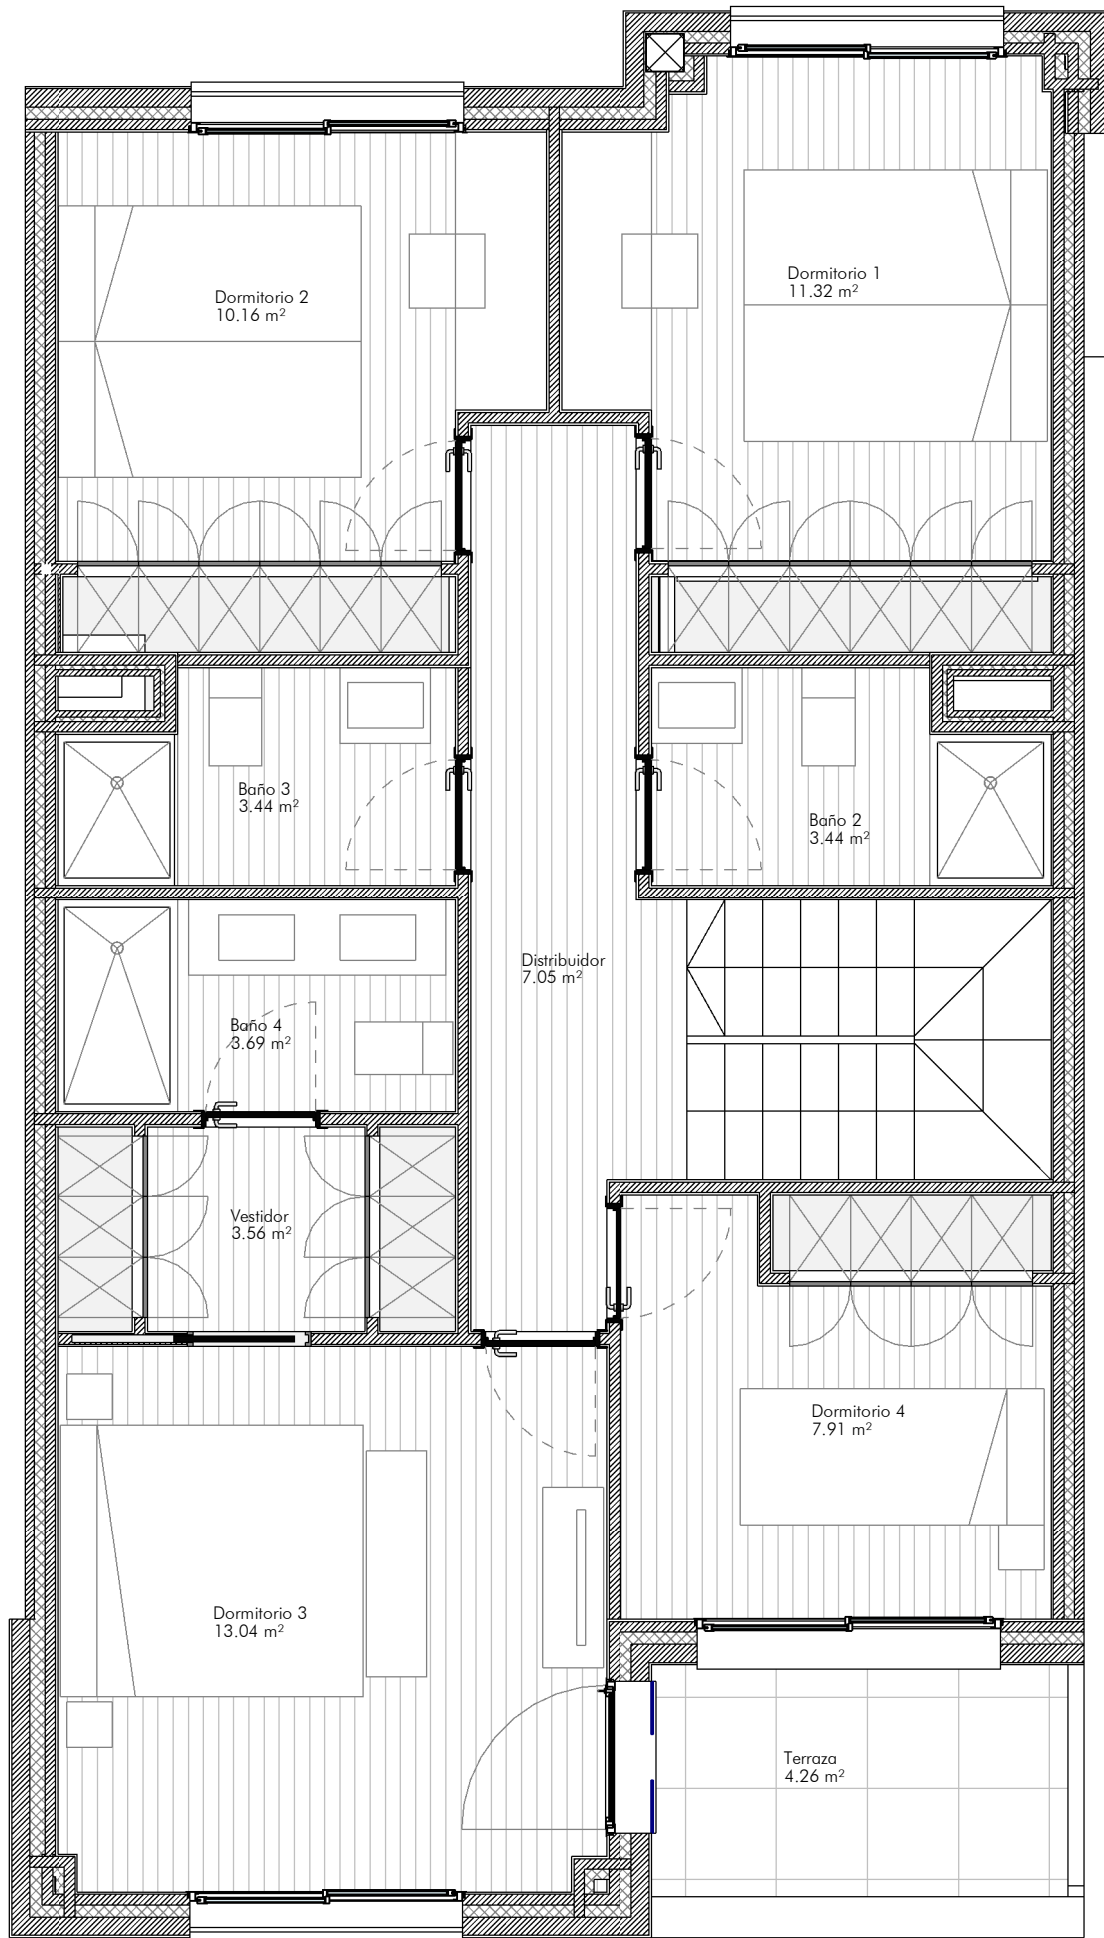 Dormitorio 1
11.32 m²
Dormitorio 2
10.16 m²
Baño 3
3.44 m²
Baño 2
3.44 m²
Distribuidor
7.05 m²
Baño 4
3.69 m²
Vestidor
3.56 m²
Dormitorio 4
7.91 m²
Dormitorio 3
13.04 m²
Terraza
4.26 m²